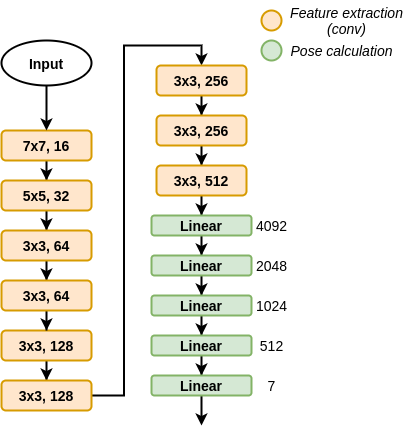 Feature extraction
(conv)
Pose calculation
Input
7x7, 16
5x5, 32
3x3, 64
3x3, 64
3x3, 128
3x3, 128
3x3, 256
3x3, 256
3x3, 512
Linear 4092
Linear 2048
Linear 1024
Linear 512
Linear 7